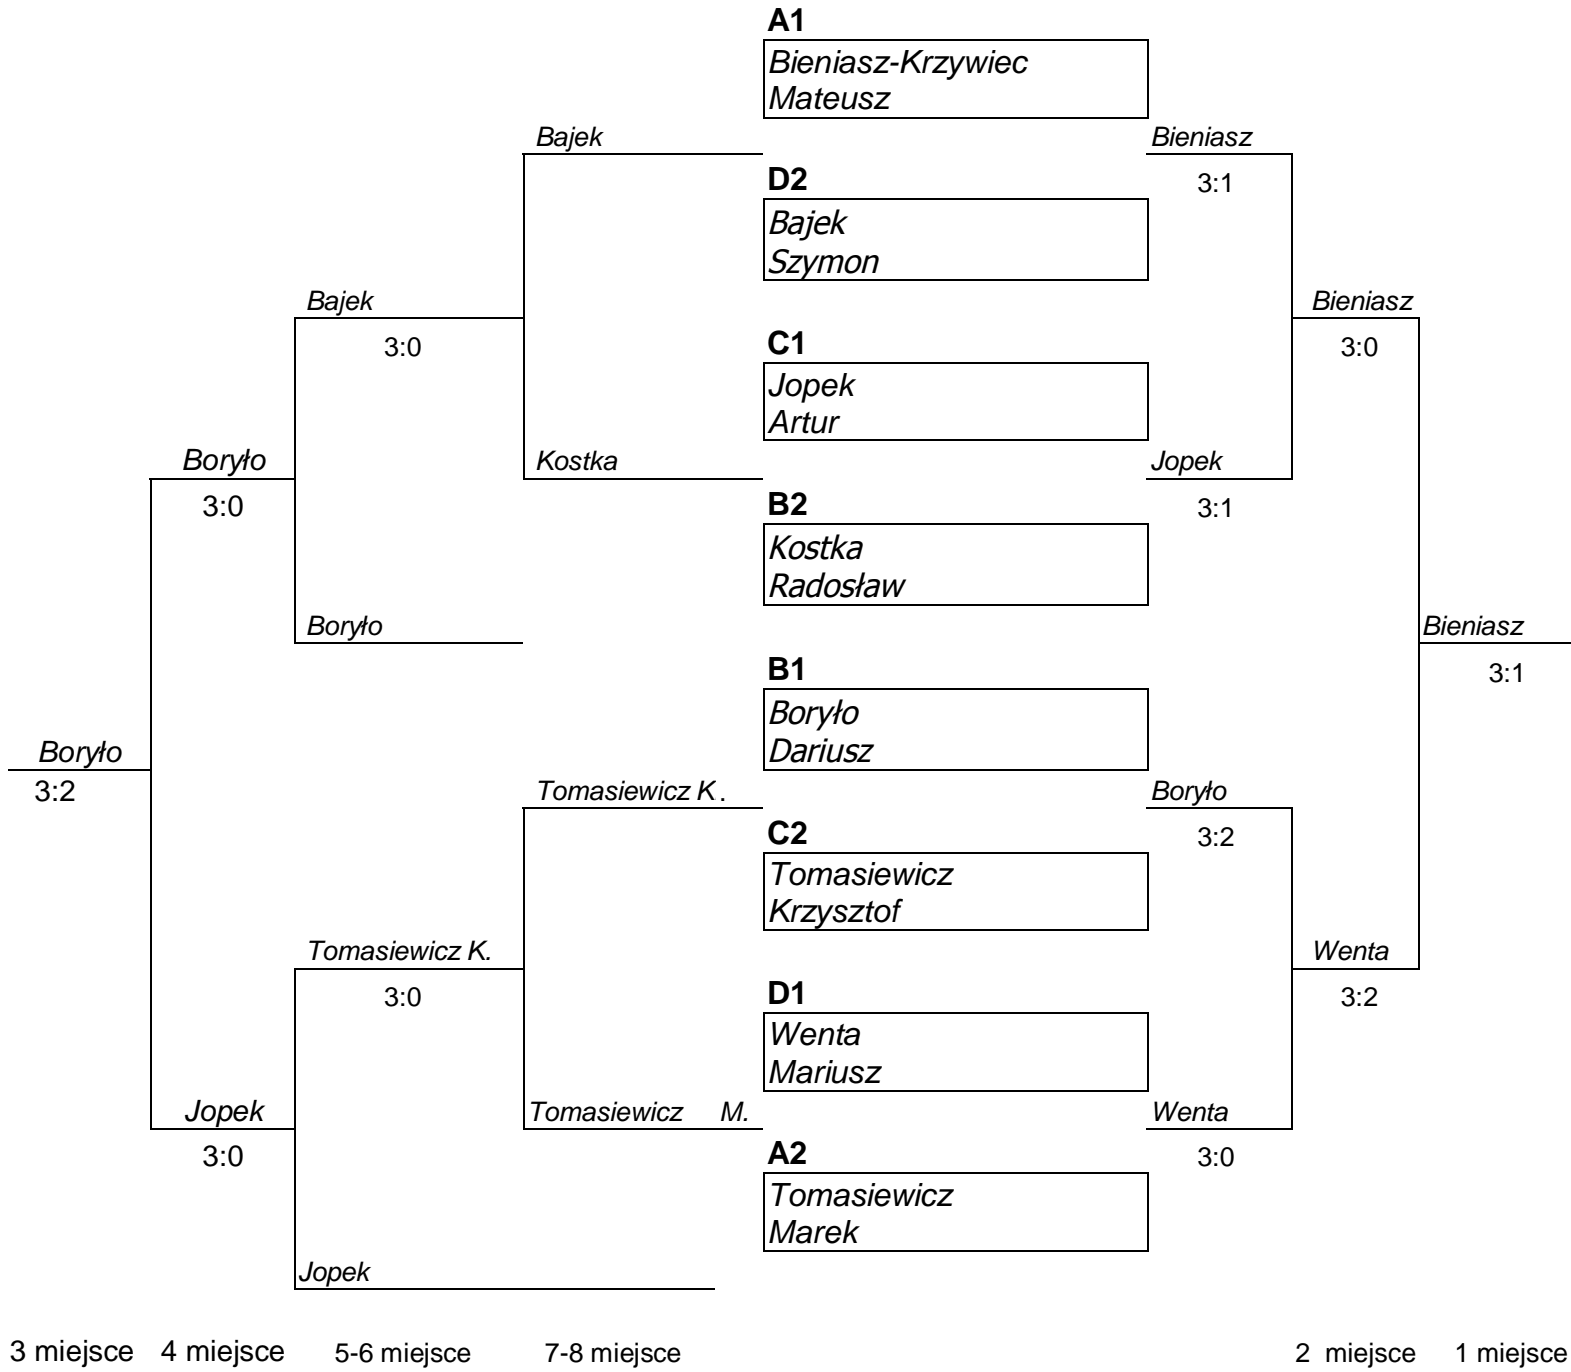 A1
Bieniasz-Krzywiec
Mateusz
Bajek
Bieniasz
D2
3:1
Bajek
Szymon
Bajek
Bieniasz
3:0
C1
3:0
Jopek
Artur
Boryło
Kostka
Jopek
3:0
B2
3:1
Kostka
Radosław
Boryło
Bieniasz
B1
3:1
Boryło
Dariusz
Boryło
3:2
Tomasiewicz K.
Boryło
C2
3:2
Tomasiewicz
Krzysztof
Tomasiewicz K.
Wenta
3:0
D1
3:2
Wenta
Mariusz
Jopek
Tomasiewicz M.
Wenta
3:0
A2
3:0
Tomasiewicz
Marek
Jopek
3 miejsce 4 miejsce 5-6 miejsce 7-8 miejsce 2 miejsce 1 miejsce